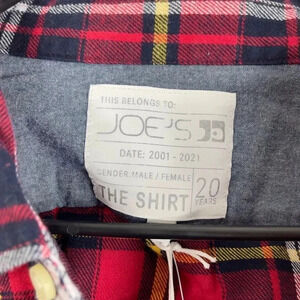 THIS BELONGS TO:
JOE'S
DATE: 2001 - 2021
GENDER: MALE / FEMALE
THE SHIRT
20
YEARS